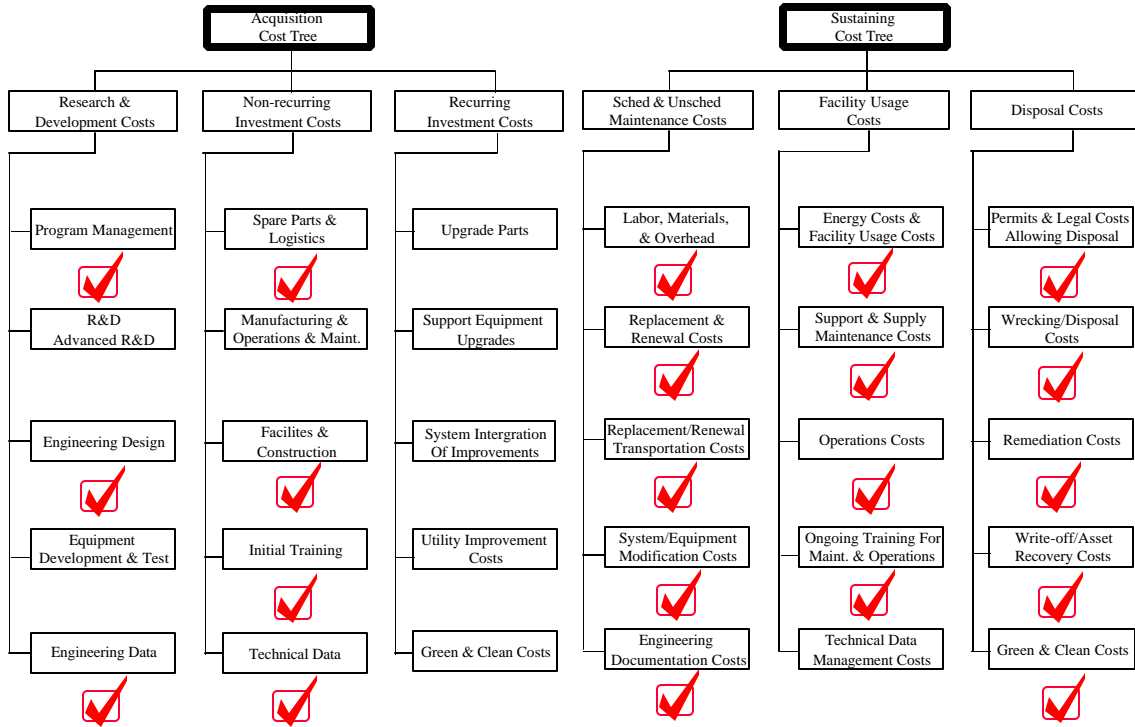 Acquisition
Cost Tree
Sustaining
Cost Tree
Research &
Development Costs
Non-recurring
Investment Costs
Recurring
Investment Costs
Sched & Unsched
Maintenance Costs
Facility Usage
Costs
Disposal Costs
Program Management
Spare Parts &
Logistics
Upgrade Parts
Labor, Materials,
& Overhead
Energy Costs &
Facility Usage Costs
Permits & Legal Costs
Allowing Disposal
R&D
Advanced R&D
Manufacturing &
Operations & Maint.
Support Equipment
Upgrades
Replacement &
Renewal Costs
Support & Supply
Maintenance Costs
Wrecking/Disposal
Costs
Engineering Design
Facilites &
Construction
System Intergration
Of Improvements
Replacement/Renewal
Transportation Costs
Operations Costs
Remediation Costs
Equipment
Development & Test
Initial Training
Utility Improvement
Costs
System/Equipment
Modification Costs
Ongoing Training For
Maint. & Operations
Write-off/Asset
Recovery Costs
Engineering Data
Technical Data
Green & Clean Costs
Engineering
Documentation Costs
Technical Data
Management Costs
Green & Clean Costs